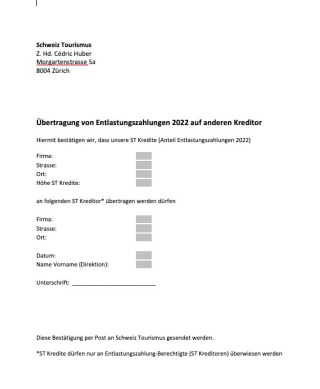 Schweiz Tourismus
Z. Hd. Cédric Huber
Morgartenstrasse 5a
8004 Zürich
Übertragung von Entlastungszahlungen 2022 auf anderen Kreditor
Hiermit bestätigen wir, dass unsere ST Kredite (Anteil Entlastungszahlungen 2022)
Firma:
Strasse:
Ort:
Höhe ST Kredite:
an folgenden ST Kreditor* übertragen werden dürfen
Firma:
Strasse:
Ort:
Datum:
Name Vorname (Direktion):
Unterschrift: ___________________________
Diese Bestätigung per Post an Schweiz Tourismus gesendet werden.
*ST Kredite dürfen nur an Entlastungszahlung-Berechtigte (ST Kreditoren) überwiesen werden